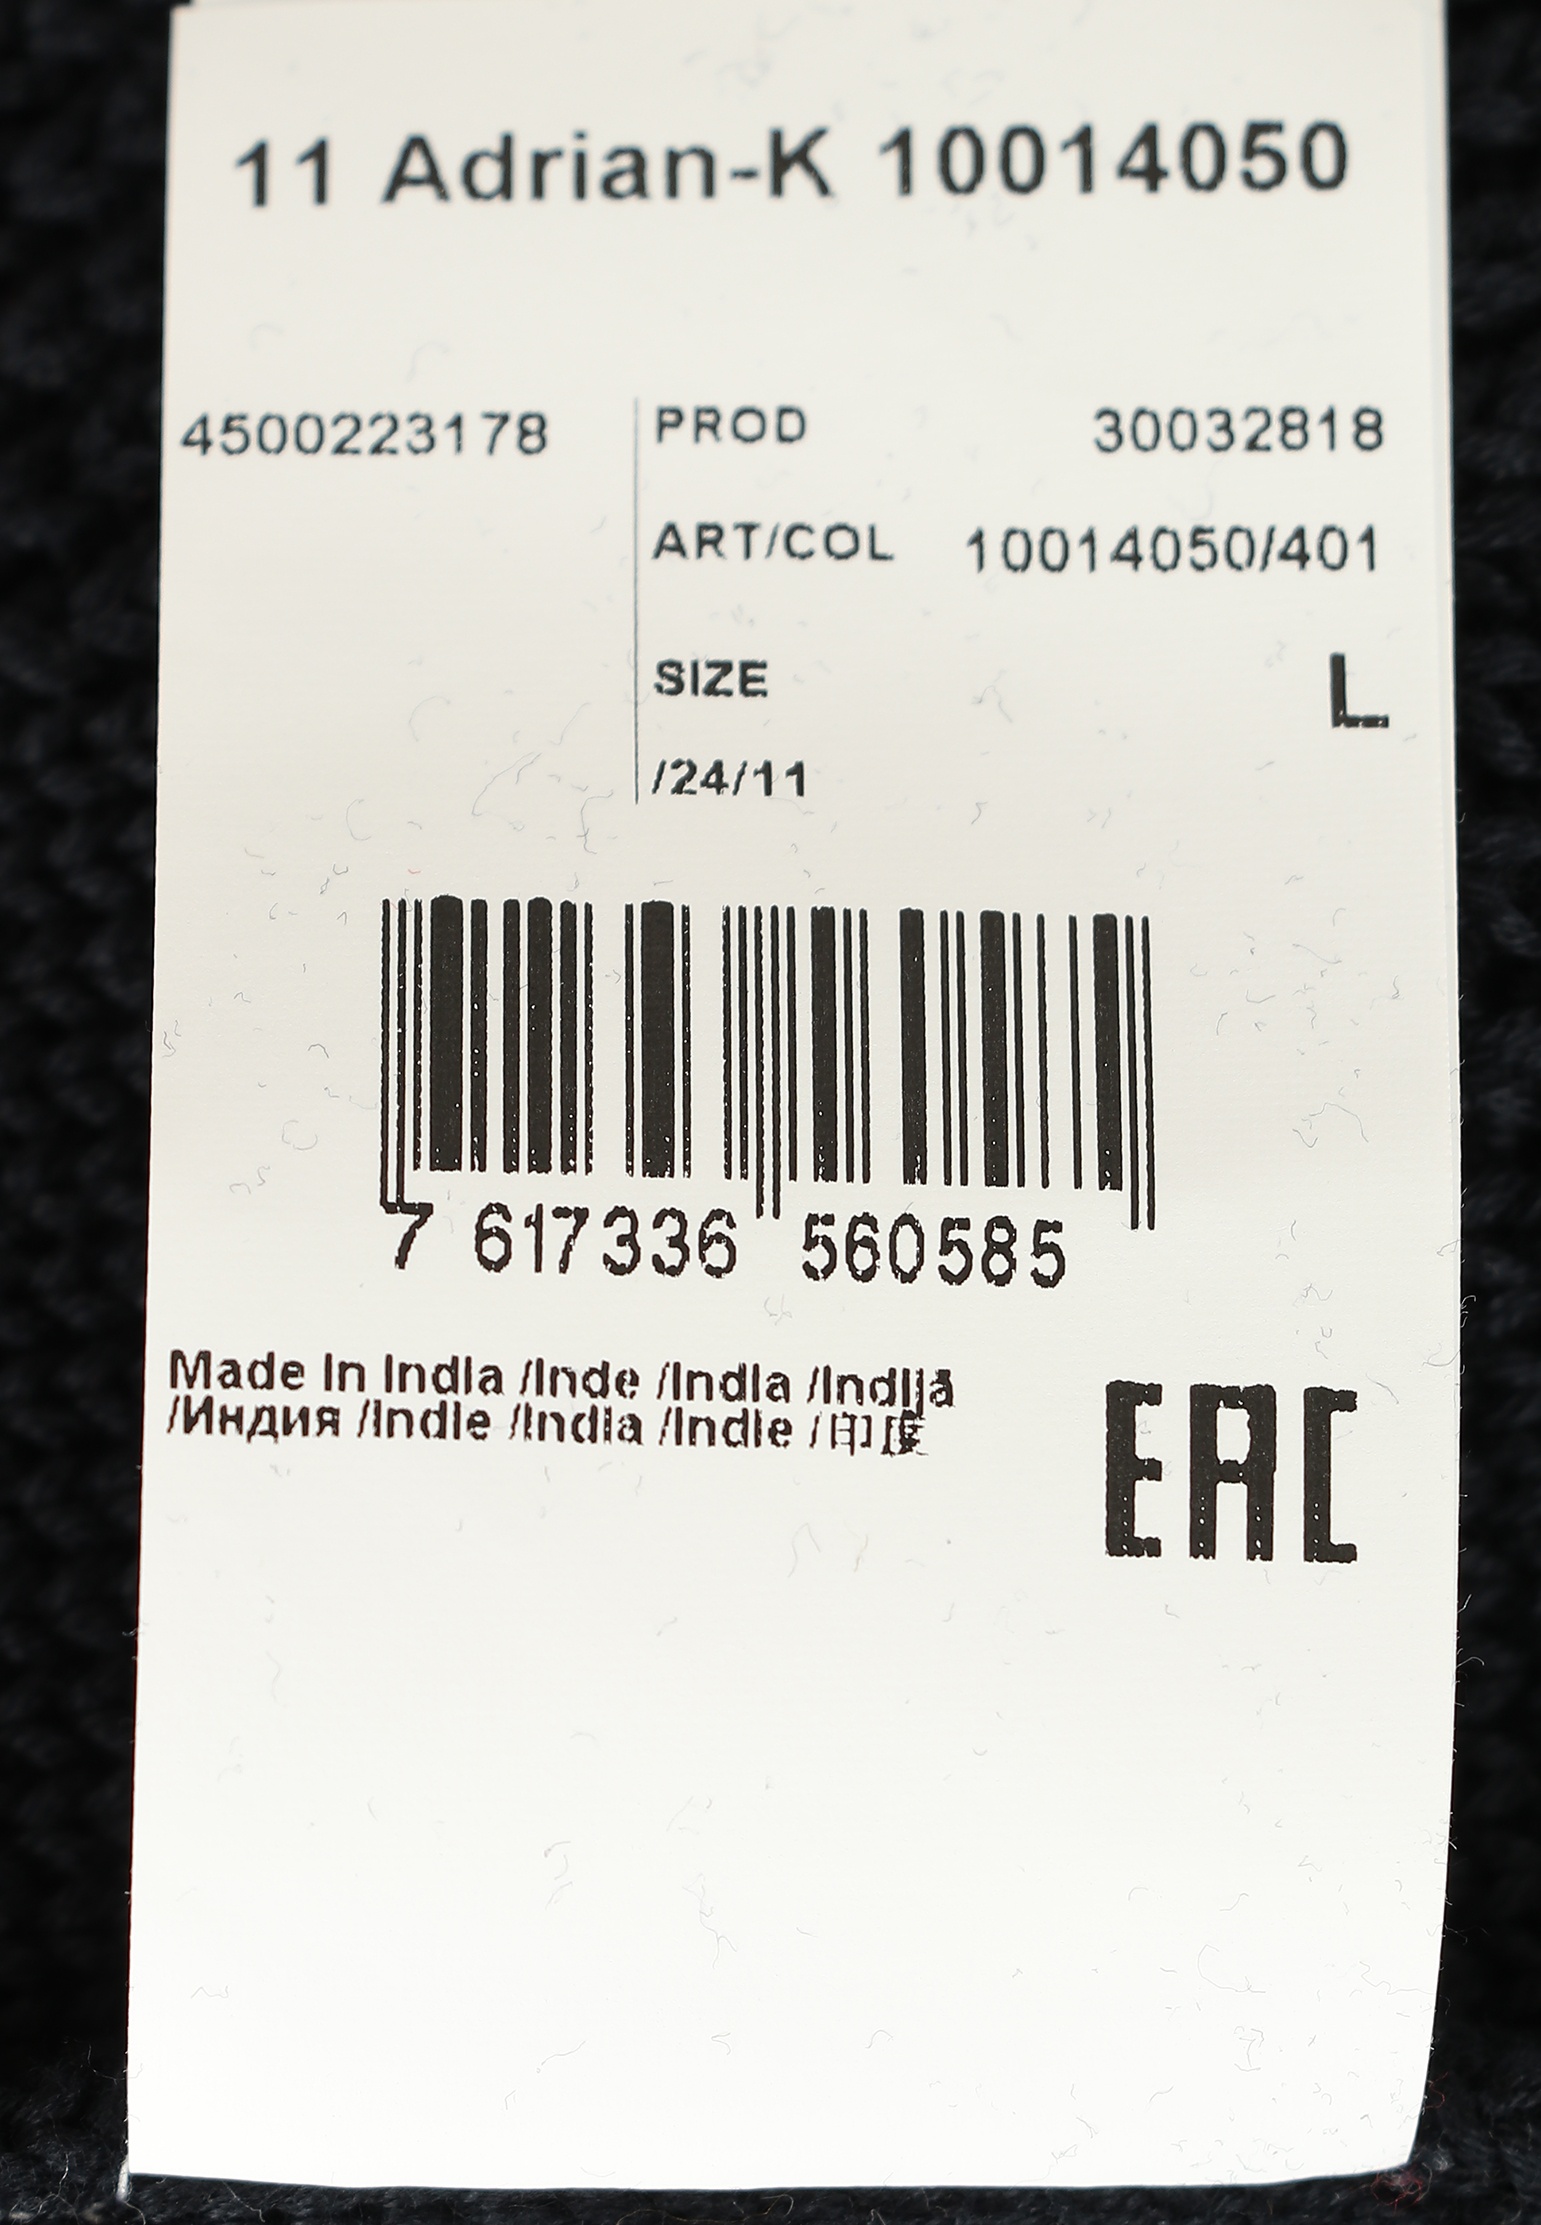 11 Adrian-K 10014050
4500223178
PROD 30032818
ART/COL 10014050/401
SIZE L
/24/11
7 617336 560585
Made In India /Inde /India /Indijā
/Индия /Indie /India /Indie /印度
EAC